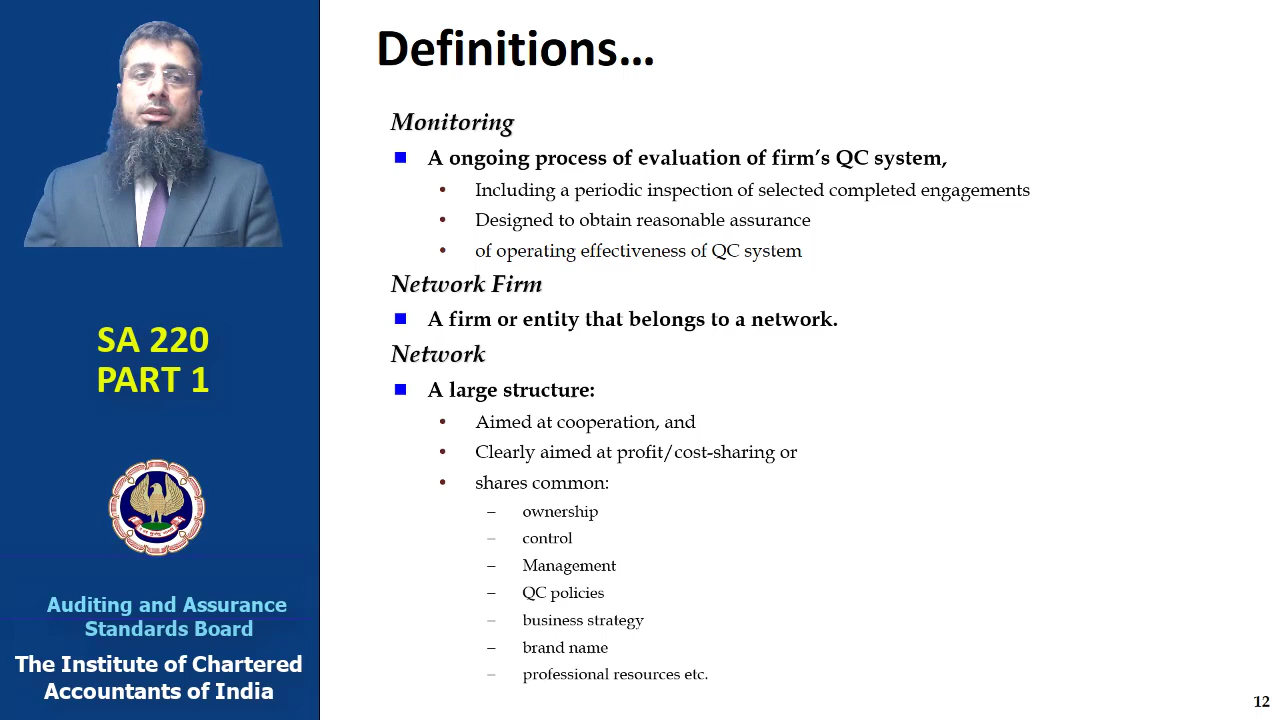 Definitions...
Monitoring
A ongoing process of evaluation of firm's QC system,
Including a periodic inspection of selected completed engagements
Designed to obtain reasonable assurance
of operating effectiveness of QC system
Network Firm
A firm or entity that belongs to a network.
Network
A large structure:
Aimed at cooperation, and
Clearly aimed at profit/cost-sharing or
shares common:
– ownership
– control
– Management
– QC policies
– business strategy
– brand name
– professional resources etc.
SA 220
PART 1
Auditing and Assurance
Standards Board
The Institute of Chartered
Accountants of India
12